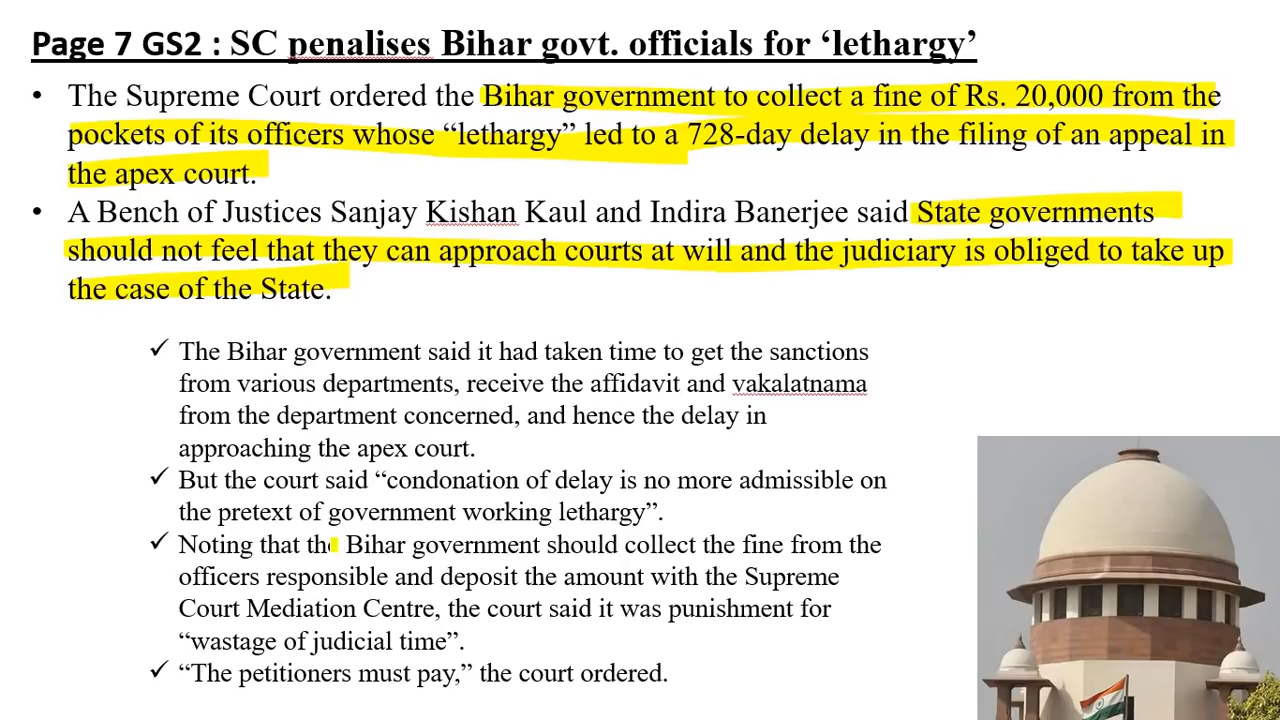 Page 7 GS2 : SC penalises Bihar govt. officials for ‘lethargy’
• The Supreme Court ordered the Bihar government to collect a fine of Rs. 20,000 from the
pockets of its officers whose “lethargy” led to a 728-day delay in the filing of an appeal in
the apex court.
• A Bench of Justices Sanjay Kishan Kaul and Indira Banerjee said State governments
should not feel that they can approach courts at will and the judiciary is obliged to take up
the case of the State.
✓ The Bihar government said it had taken time to get the sanctions
from various departments, receive the affidavit and vakalatnama
from the department concerned, and hence the delay in
approaching the apex court.
✓ But the court said “condonation of delay is no more admissible on
the pretext of government working lethargy”.
✓ Noting that the Bihar government should collect the fine from the
officers responsible and deposit the amount with the Supreme
Court Mediation Centre, the court said it was punishment for
“wastage of judicial time”.
✓ “The petitioners must pay,” the court ordered.